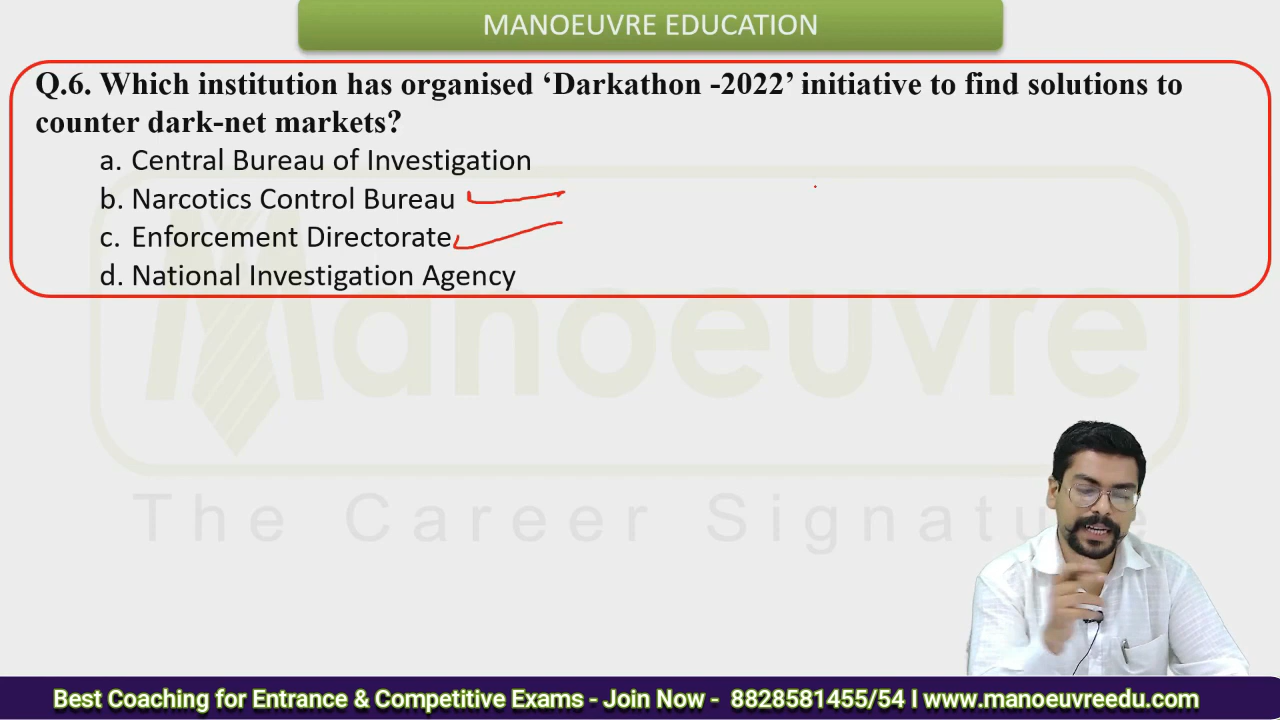 MANOEUVRE EDUCATION
Q.6. Which institution has organised ‘Darkathon -2022’ initiative to find solutions to
counter dark-net markets?
a. Central Bureau of Investigation
b. Narcotics Control Bureau
c. Enforcement Directorate
d. National Investigation Agency
Manoeuvre
The Career Signature
Best Coaching for Entrance & Competitive Exams - Join Now - 8828581455/54 I www.manoeuvreedu.com